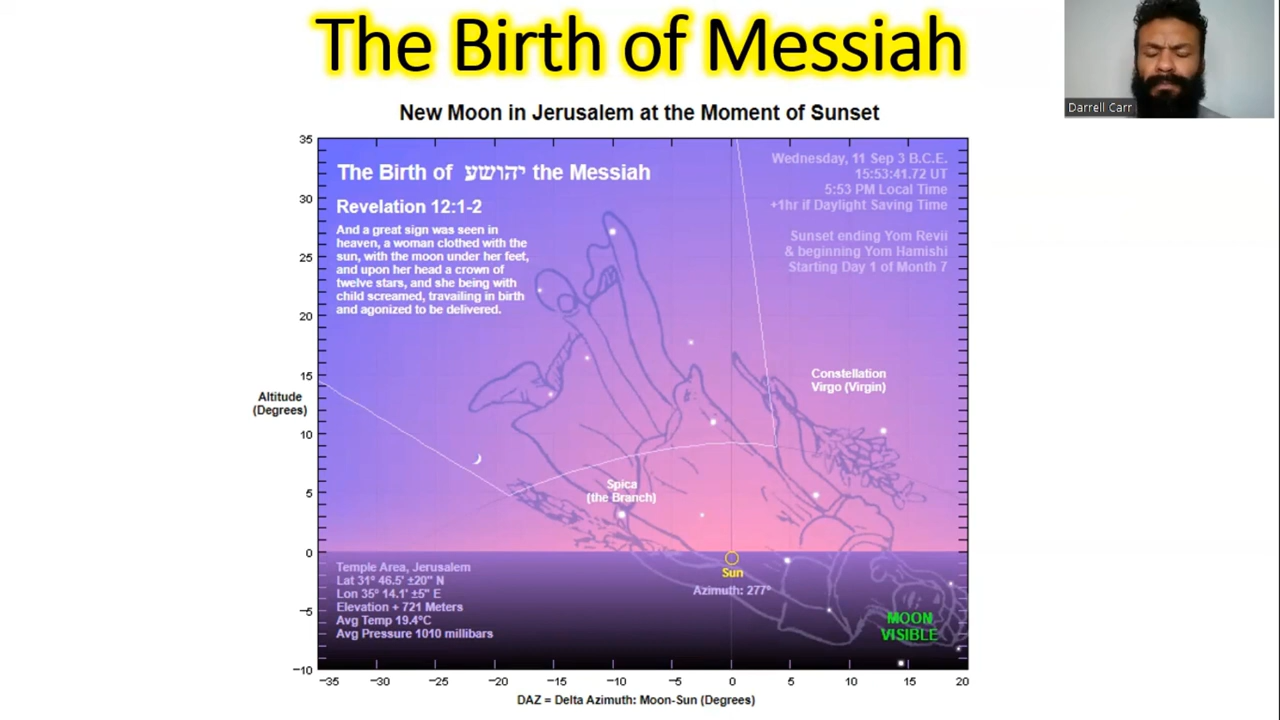 The Birth of Messiah
Darrell Carr
New Moon in Jerusalem at the Moment of Sunset
The Birth of יהושע the Messiah
Revelation 12:1-2
And a great sign was seen in
heaven, a woman clothed with the
sun, with the moon under her feet,
and upon her head a crown of
twelve stars, and she being with
child screamed, travailing in birth
and agonized to be delivered.
Wednesday, 11 Sep 3 B.C.E.
15:53:41.72 UT
5:53 PM Local Time
+1hr if Daylight Saving Time
Sunset ending Yom Revii
& beginning Yom Hamishi
Starting Day 1 of Month 7
Constellation
Virgo (Virgin)
Spica
(the Branch)
Sun
Azimuth: 277°
MOON
VISIBLE
Temple Area, Jerusalem
Lat 31° 46.5' ±20" N
Lon 35° 14.1' ±5" E
Elevation + 721 Meters
Avg Temp 19.4°C
Avg Pressure 1010 millibars
Altitude
(Degrees)
35
30
25
20
15
10
5
0
−5
−10
−35 −30 −25 −20 −15 −10 −5 0 5 10 15 20
DAZ = Delta Azimuth: Moon-Sun (Degrees)